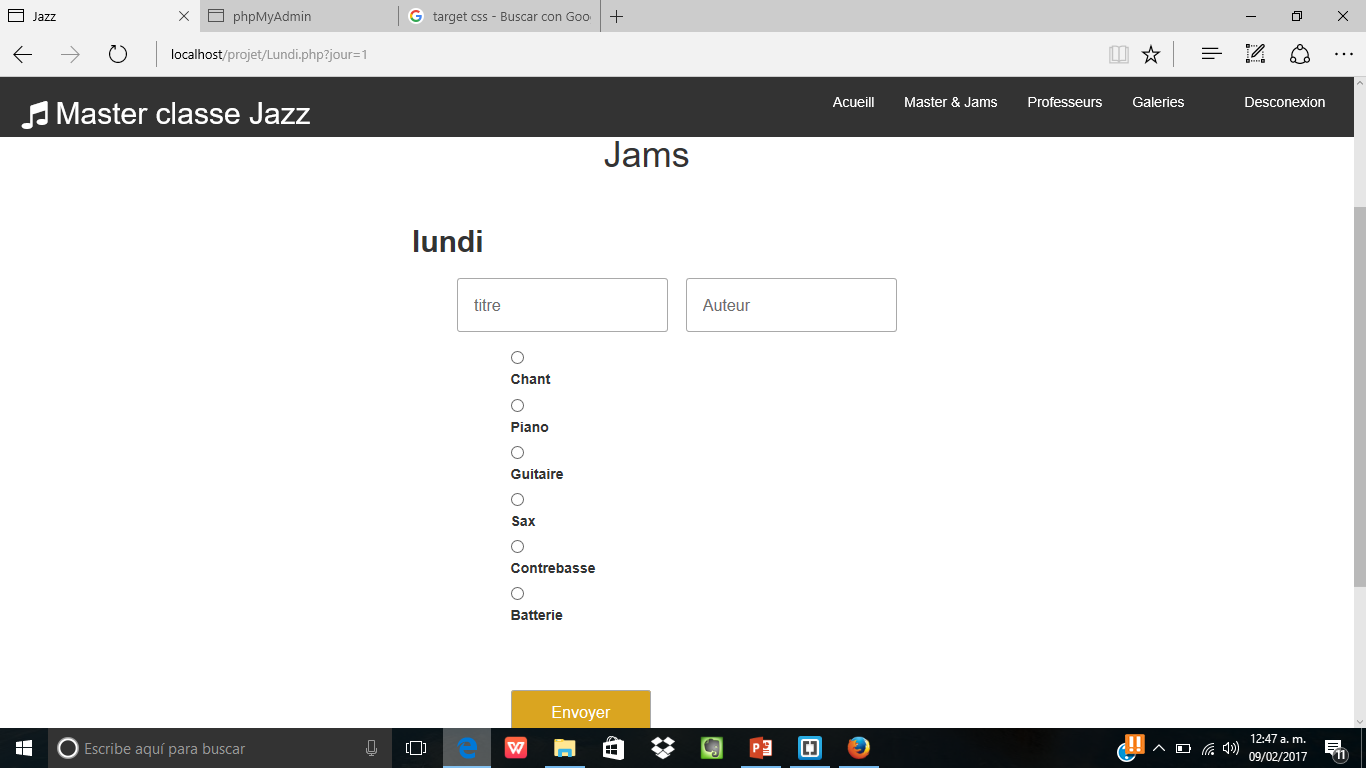 Jazz
phpMyAdmin
target css - Buscar con Goo
localhost/projet/Lundi.php?jour=1
Master classe Jazz
Acueill Master & Jams Professeurs Galeries Desconexion
Jams
lundi
titre Auteur
Chant
Piano
Guitaire
Sax
Contrebasse
Batterie
Envoyer
Escribe aquí para buscar
12:47 a. m.
09/02/2017
11